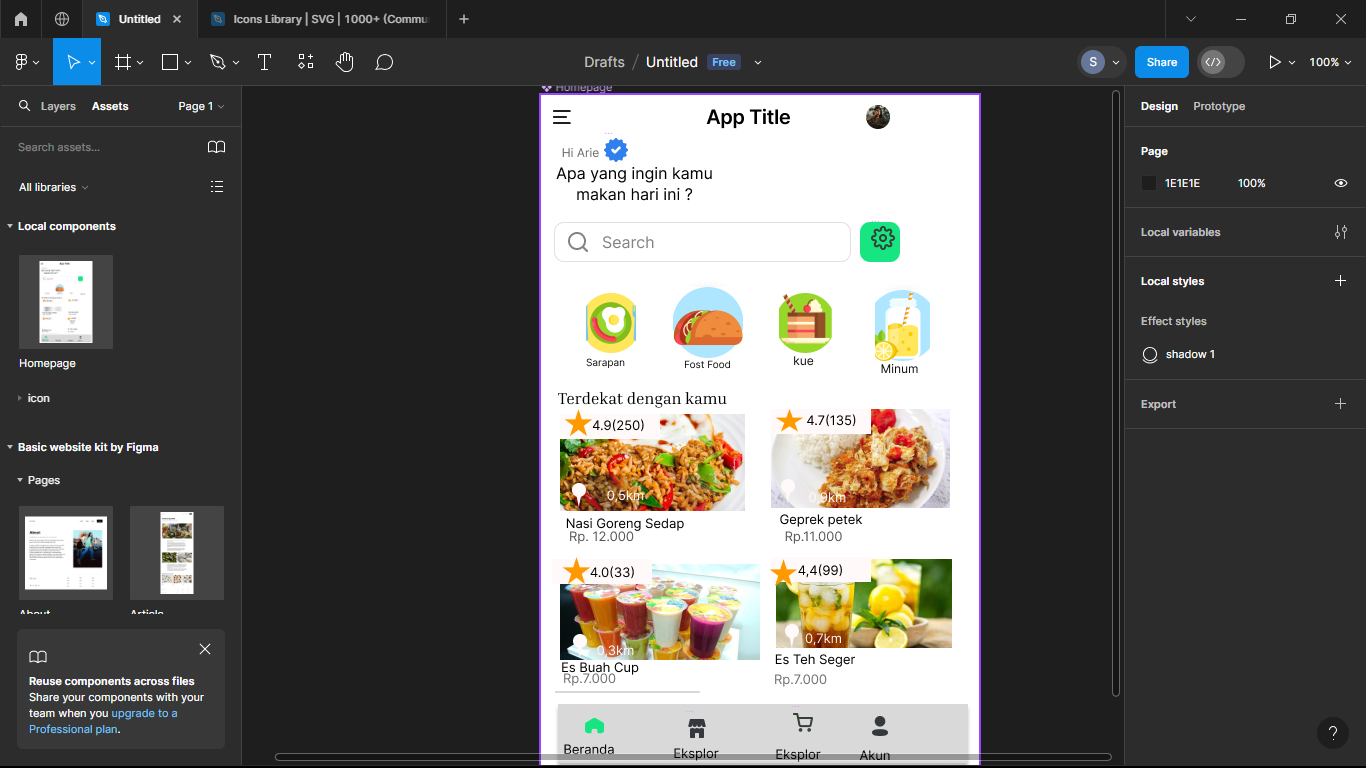 Untitled
Icons Library | SVG | 1000+ (Commu
Drafts / Untitled Free
S
Share
100%
Layers
Assets
Page 1
Search assets...
All libraries
Local components
Homepage
icon
Basic website kit by Figma
Pages
About
Article
Reuse components across files
Share your components with your
team when you upgrade to a
Professional plan.
Homepage
App Title
Hi Arie
Apa yang ingin kamu
makan hari ini ?
Search
Sarapan
Fost Food
kue
Minum
Terdekat dengan kamu
4.9(250)
4.7(135)
0,5km
0,9km
Nasi Goreng Sedap
Rp. 12.000
Geprek petek
Rp.11.000
4.0(33)
4,4(99)
0,3km
0,7km
Es Buah Cup
Rp.7.000
Es Teh Seger
Rp.7.000
Beranda
Eksplor
Eksplor
Akun
Design
Prototype
Page
1E1E1E
100%
Local variables
Local styles
Effect styles
shadow 1
Export
?